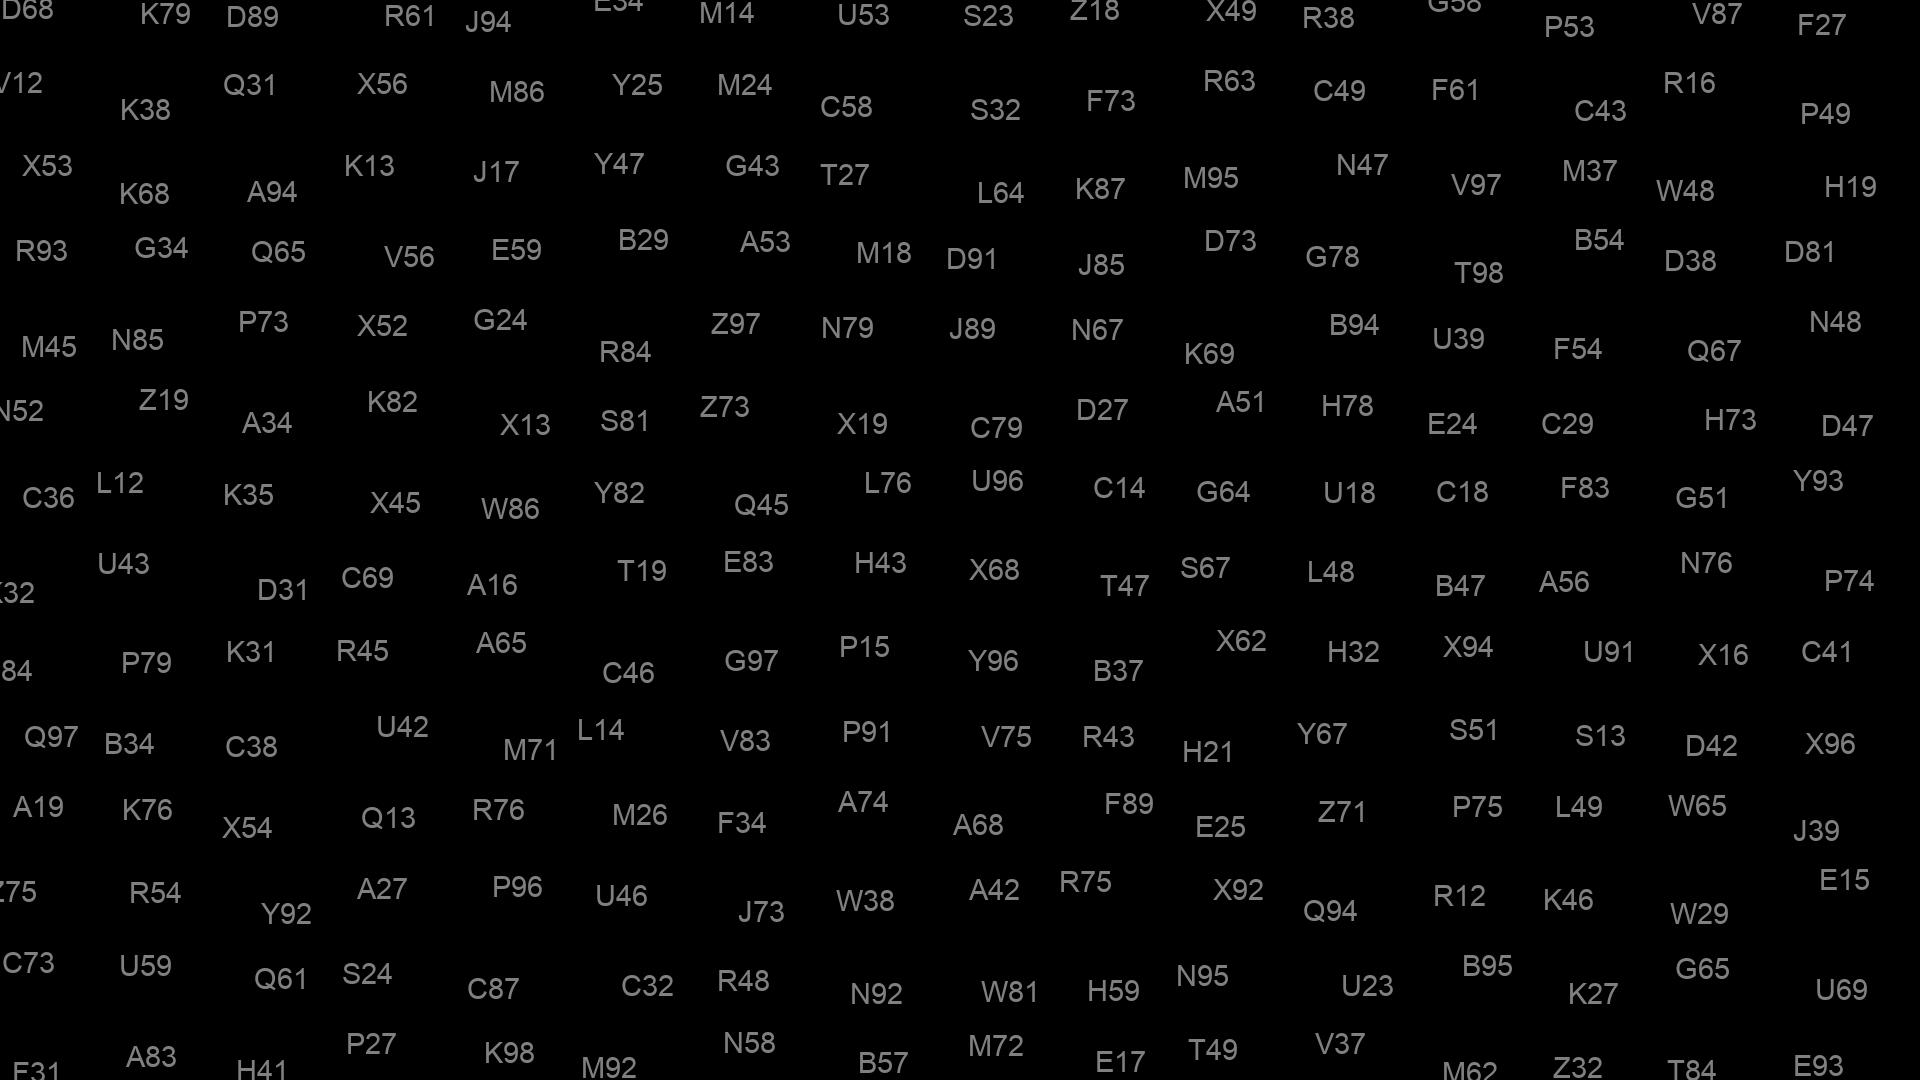 D68 K79 D89 R61 J94 E34 M14 U53 S23 Z18 X49 R38 G58 P53 V87 F27
V12 K38 Q31 X56 M86 Y25 M24 C58 S32 F73 R63 C49 F61 C43 R16 P49
X53 K68 A94 K13 J17 Y47 G43 T27 L64 K87 M95 N47 V97 M37 W48 H19
R93 G34 Q65 V56 E59 B29 A53 M18 D91 J85 D73 G78 T98 B54 D38 D81
M45 N85 P73 X52 G24 R84 Z97 N79 J89 N67 K69 B94 U39 F54 Q67 N48
N52 Z19 A34 K82 X13 S81 Z73 X19 C79 D27 A51 H78 E24 C29 H73 D47
C36 L12 K35 X45 W86 Y82 Q45 L76 U96 C14 G64 U18 C18 F83 G51 Y93
32 U43 D31 C69 A16 T19 E83 H43 X68 T47 S67 L48 B47 A56 N76 P74
84 P79 K31 R45 A65 C46 G97 P15 Y96 B37 X62 H32 X94 U91 X16 C41
Q97 B34 C38 U42 M71 L14 V83 P91 V75 R43 H21 Y67 S51 S13 D42 X96
A19 K76 X54 Q13 R76 M26 F34 A74 A68 F89 E25 Z71 P75 L49 W65 J39
Z75 R54 Y92 A27 P96 U46 J73 W38 A42 R75 X92 Q94 R12 K46 W29 E15
C73 U59 Q61 S24 C87 C32 R48 N92 W81 H59 N95 U23 B95 K27 G65 U69
A83 H41 P27 K98 M92 N58 B57 M72 E17 T49 V37 M62 Z32 T84 E93